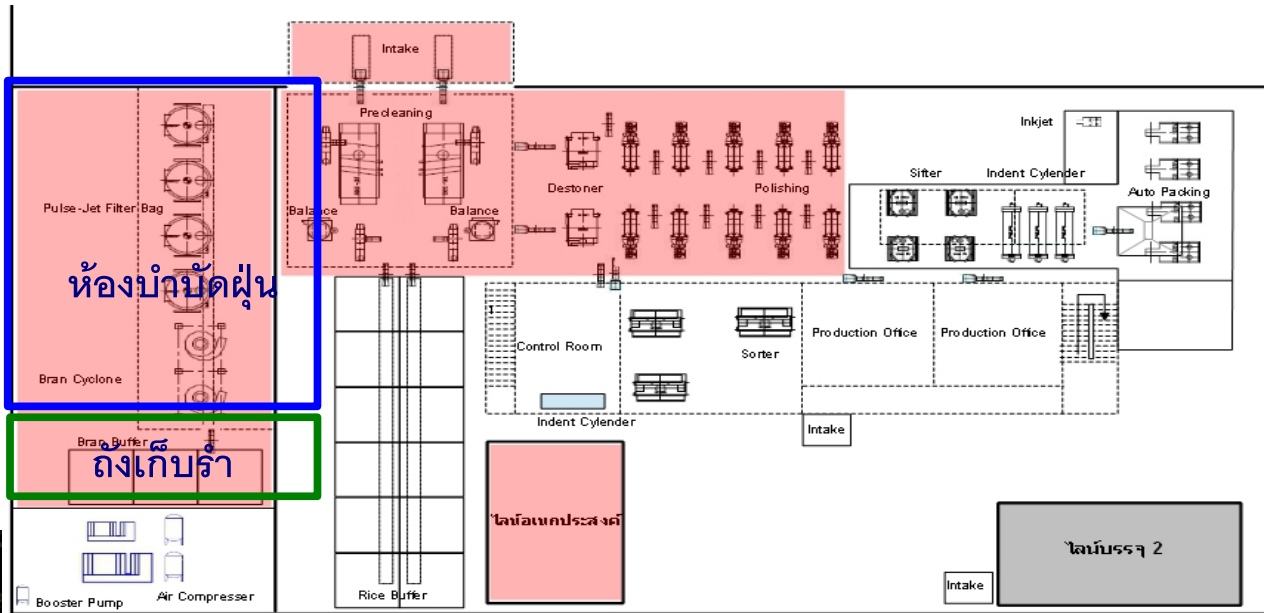 Intake
Precleaning
Inkjet
Pulse-Jet Filter Bag
Balance
Balance
Destoner
Polishing
Sifter
Indent Cylender
Auto Packing
ห้องบำบัดฝุ่น
Bran Cyclone
Control Room
Sorter
Production Office
Production Office
Indent Cylender
Intake
Bran Buffer
ถังเก็บรำ
ไลน์อเนกประสงค์
ไลน์บรรจุ 2
Intake
Booster Pump
Air Compresser
Rice Buffer